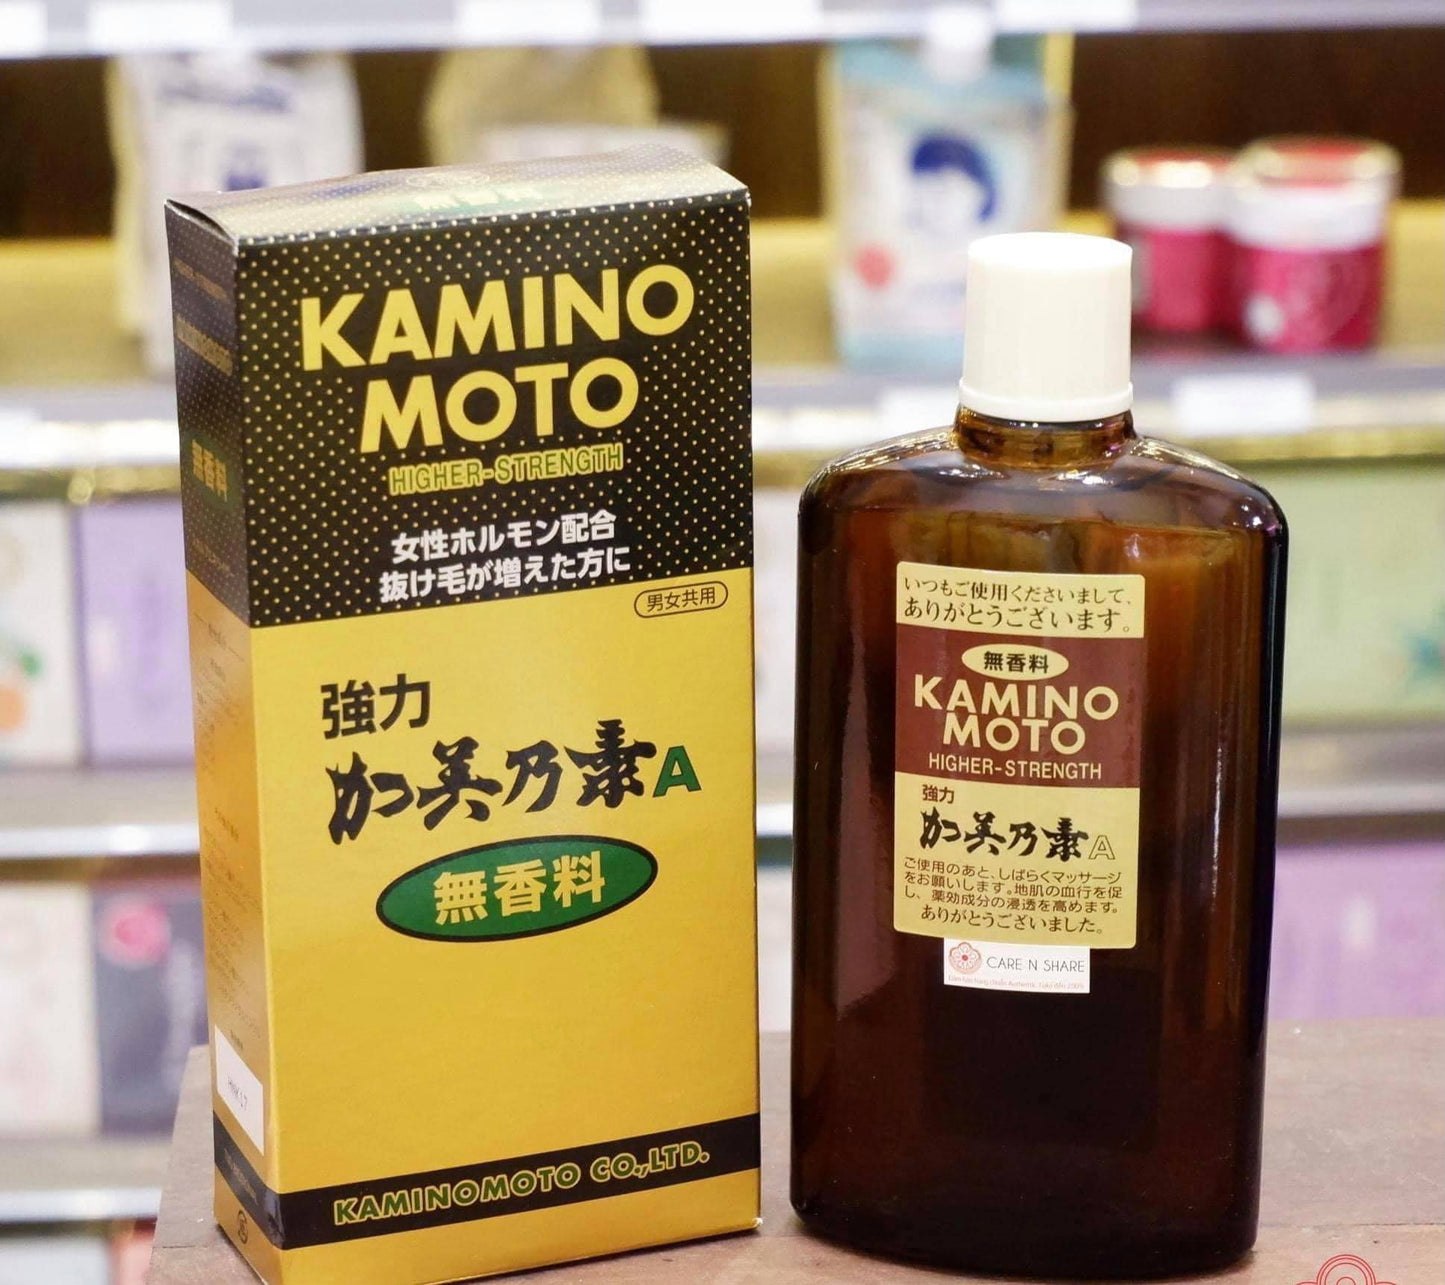 KAMINO
MOTO
HIGHER-STRENGTH
女性ホルモン配合
抜け毛が増えた方に
男女共用
強力
加美乃素A
無香料
KAMINOMOTO CO.,LTD.
無香料
いつもご使用くださいまして、
ありがとうございます。
無香料
KAMINO
MOTO
HIGHER-STRENGTH
強力
加美乃素A
ご使用のあと、しばらくマッサージ
をお願いします。地肌の血行を促
し、薬効成分の浸透を高めます。
ありがとうございました。
CARE N SHARE